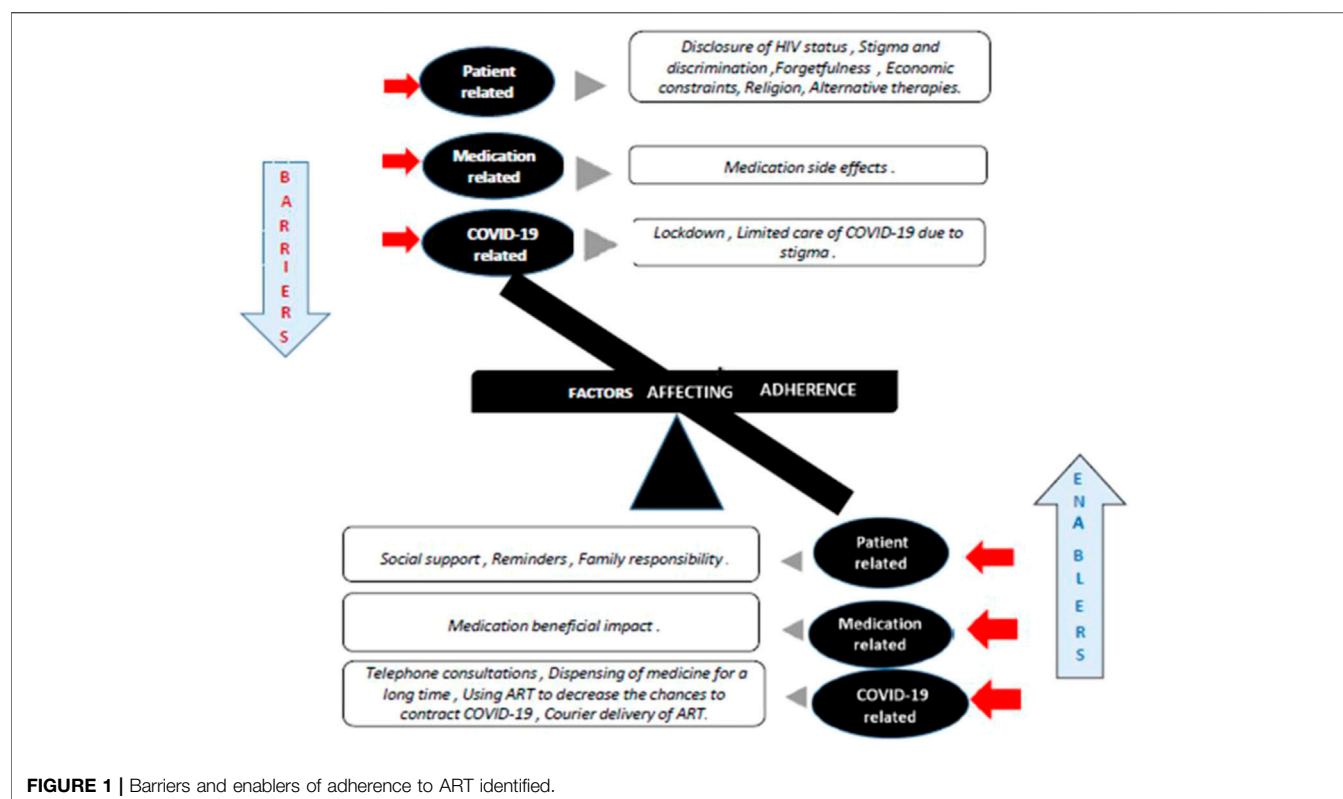 Patient
related
Disclosure of HIV status , Stigma and
discrimination ,Forgetfulness , Economic
constraints, Religion, Alternative therapies.
Medication
related
Medication side effects .
COVID-19
related
Lockdown , Limited care of COVID-19 due to
stigma .
BARRIERS
FACTORS AFFECTING ADHERENCE
ENABLERS
Social support , Reminders , Family responsibility .
Patient
related
Medication beneficial impact .
Medication
related
Telephone consultations , Dispensing of medicine for a
long time , Using ART to decrease the chances to
contract COVID-19 , Courier delivery of ART.
COVID-19
related
FIGURE 1 | Barriers and enablers of adherence to ART identified.